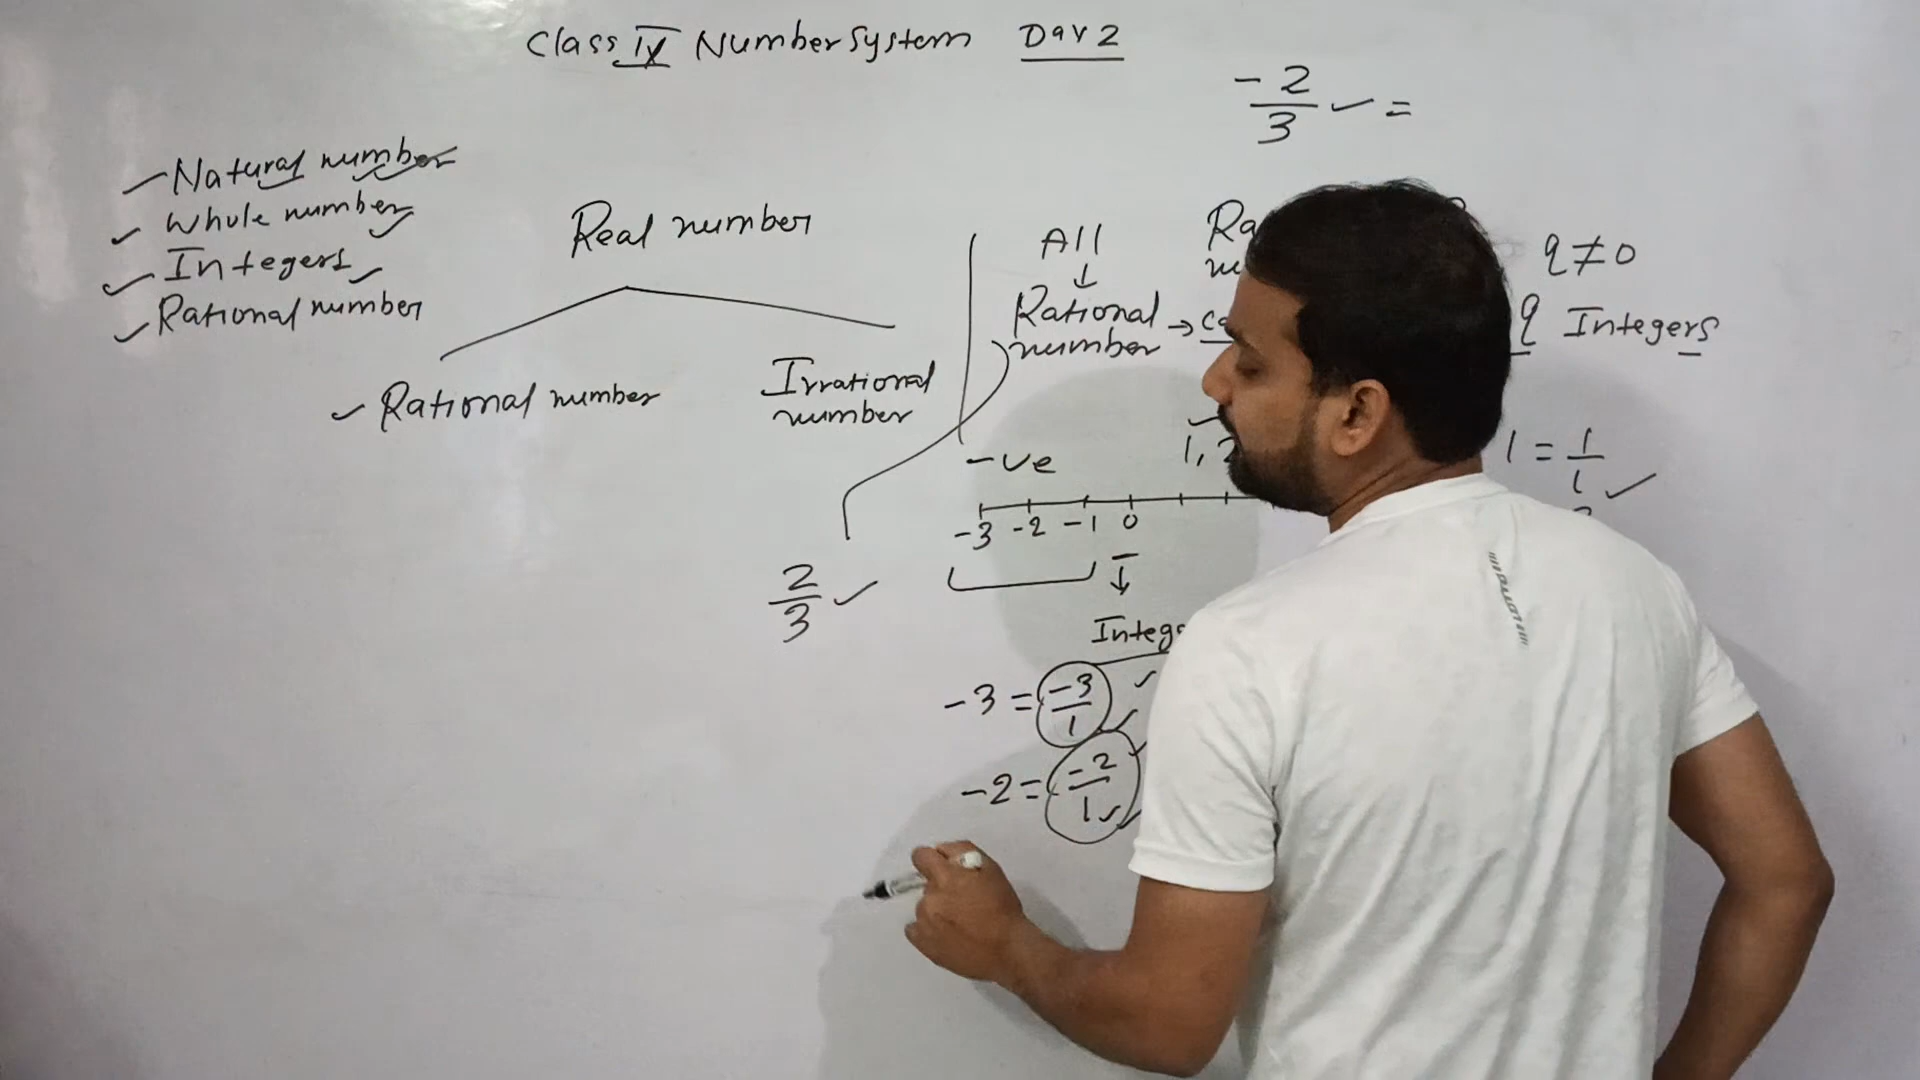 Class IX Number System Day 2
-2/3 =
Natural number
Whole number
Integers
Rational number
Real number
Rational number
Irrational
number
All
Rational
number
q ≠ 0
q Integers
1 = 1/1
-ve
1, 2
-3 -2 -1 0
2/3
-3 = -3/1
-2 = -2/1